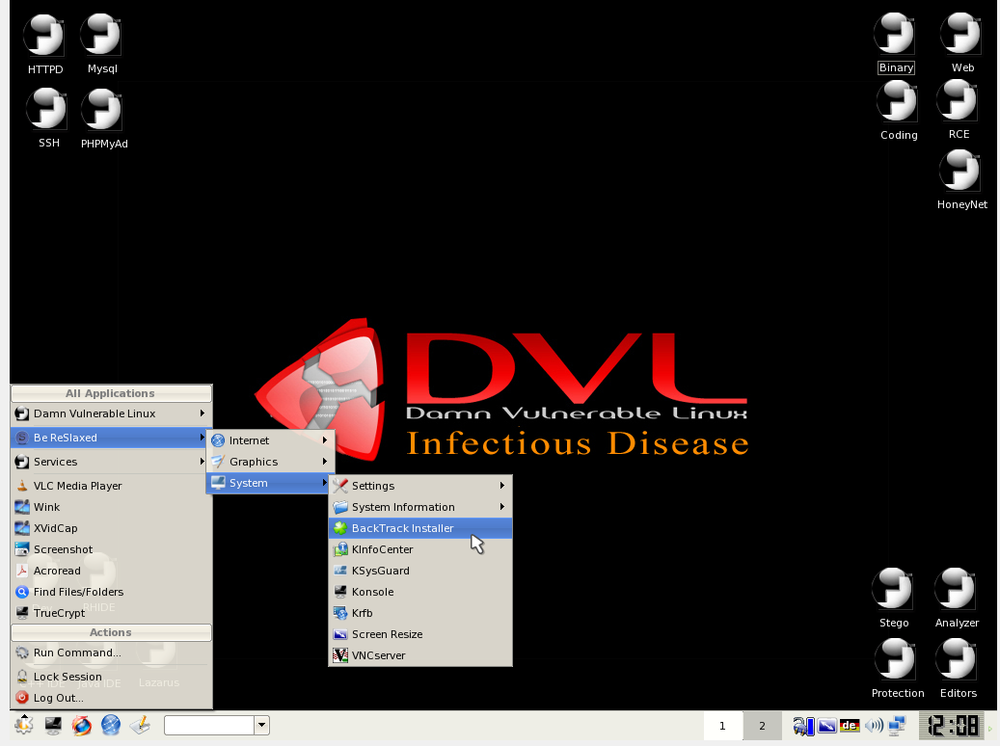 HTTPD
Mysql
SSH
PHPMyAd
Binary
Web
Coding
RCE
HoneyNet
DVL
Damn Vulnerable Linux
Infectious Disease
All Applications
Damn Vulnerable Linux
Be ReSlaxed
Services
VLC Media Player
Wink
XVidCap
Screenshot
Acroread
Find Files/Folders
TrueCrypt
RHIDE
Actions
Run Command...
Lock Session
C++ IDE
Java IDE
Lazarus
Log Out...
Internet
Graphics
System
Settings
System Information
BackTrack Installer
KInfoCenter
KSysGuard
Konsole
Krfb
Screen Resize
VNCserver
Stego
Analyzer
Protection
Editors
1
2
de
12:08